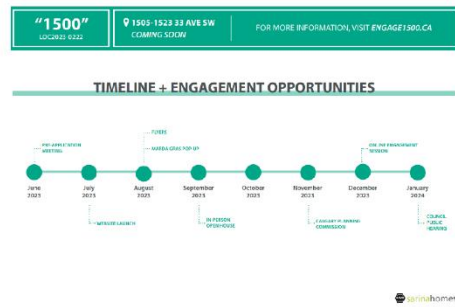 "1500"
LOC2023-0222
1505-1523 33 AVE SW
COMING SOON
FOR MORE INFORMATION, VISIT ENGAGE1500.CA
TIMELINE + ENGAGEMENT OPPORTUNITIES
PRE-APPLICATION
MEETING
FLYERS
MARDA GRAS POP UP
ONLINE ENGAGEMENT
SESSION
June
2023
July
2023
August
2023
September
2023
October
2023
November
2023
December
2023
January
2024
WEBSITE LAUNCH
IN PERSON
OPEN HOUSE
CALGARY PLANNING
COMMISSION
COUNCIL
PUBLIC
HEARING
sarinahomes